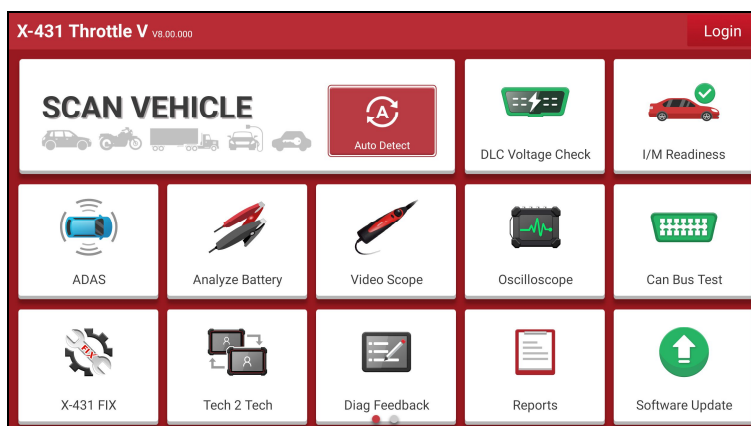 X-431 Throttle V V8.00.000
Login
SCAN VEHICLE
A
Auto Detect
DLC Voltage Check
I/M Readiness
ADAS
Analyze Battery
Video Scope
Oscilloscope
Can Bus Test
FIX
X-431 FIX
Tech 2 Tech
Diag Feedback
Reports
Software Update